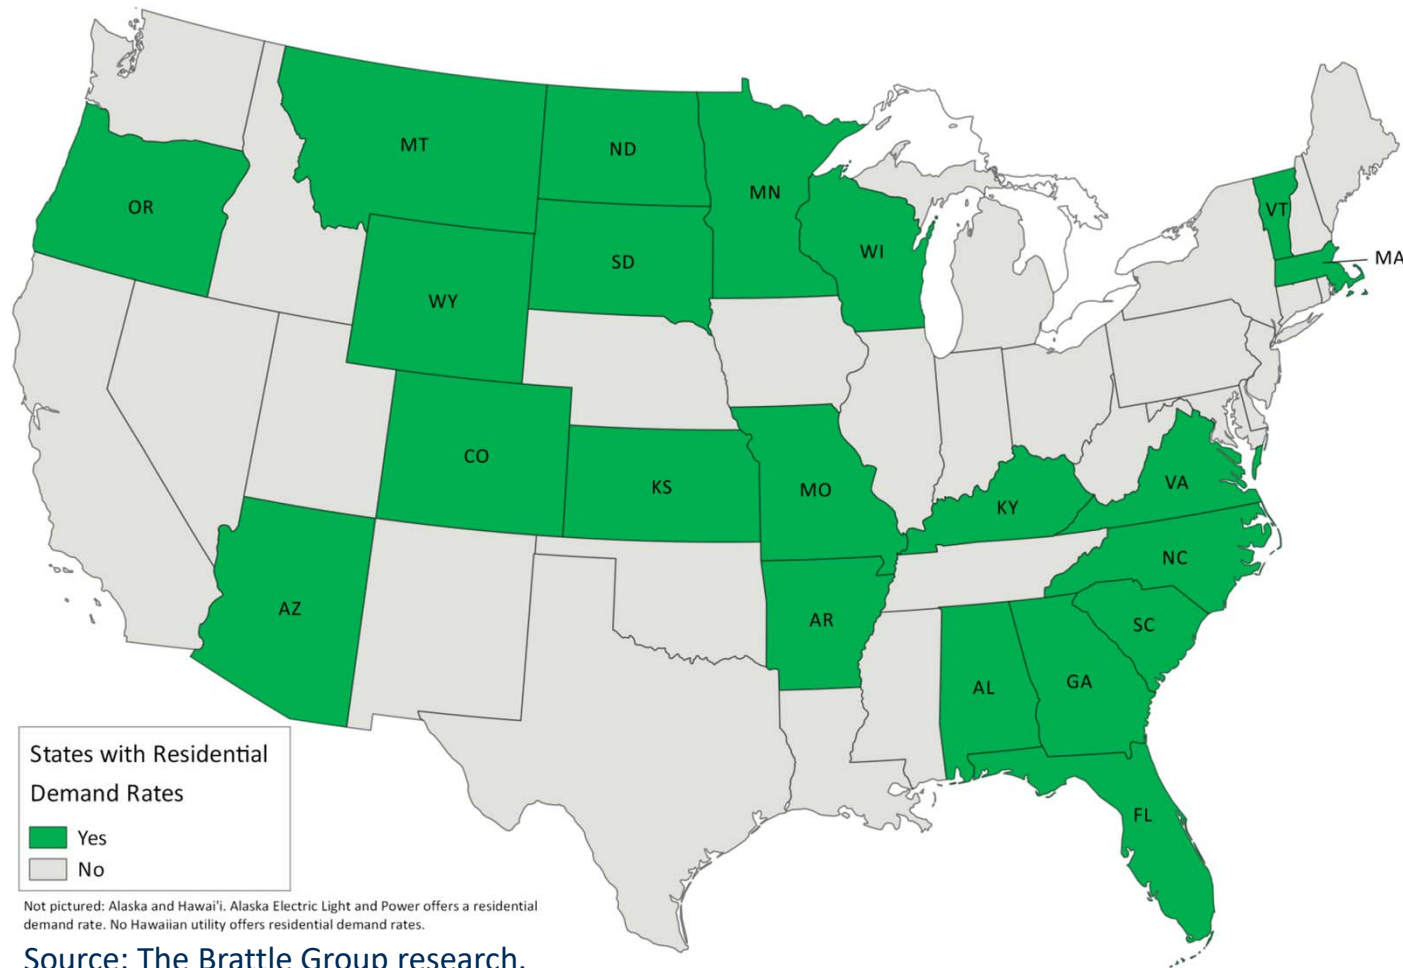 MT
ND
MN
OR
VT
WI
SD
MA
WY
CO
KS
MO
VA
KY
NC
AZ
AR
SC
AL
GA
FL
States with Residential
Demand Rates
Yes
No
Not pictured: Alaska and Hawai'i. Alaska Electric Light and Power offers a residential
demand rate. No Hawaiian utility offers residential demand rates.
Source: The Brattle Group research.